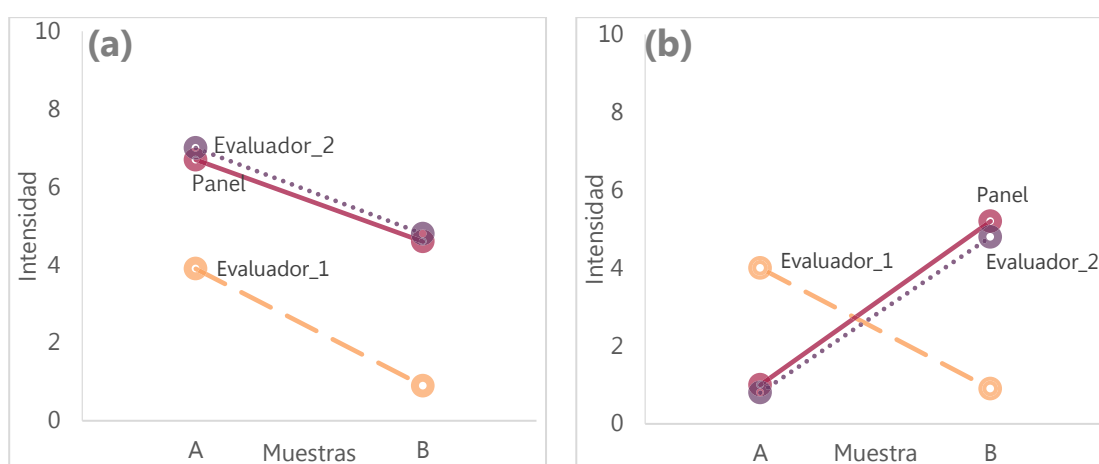 (a)
10
8
6
4
2
0
Intensidad
Evaluador_2
Panel
Evaluador_1
A
Muestras
B
(b)
10
8
6
4
2
0
Intensidad
Panel
Evaluador_1
Evaluador_2
A
Muestra
B